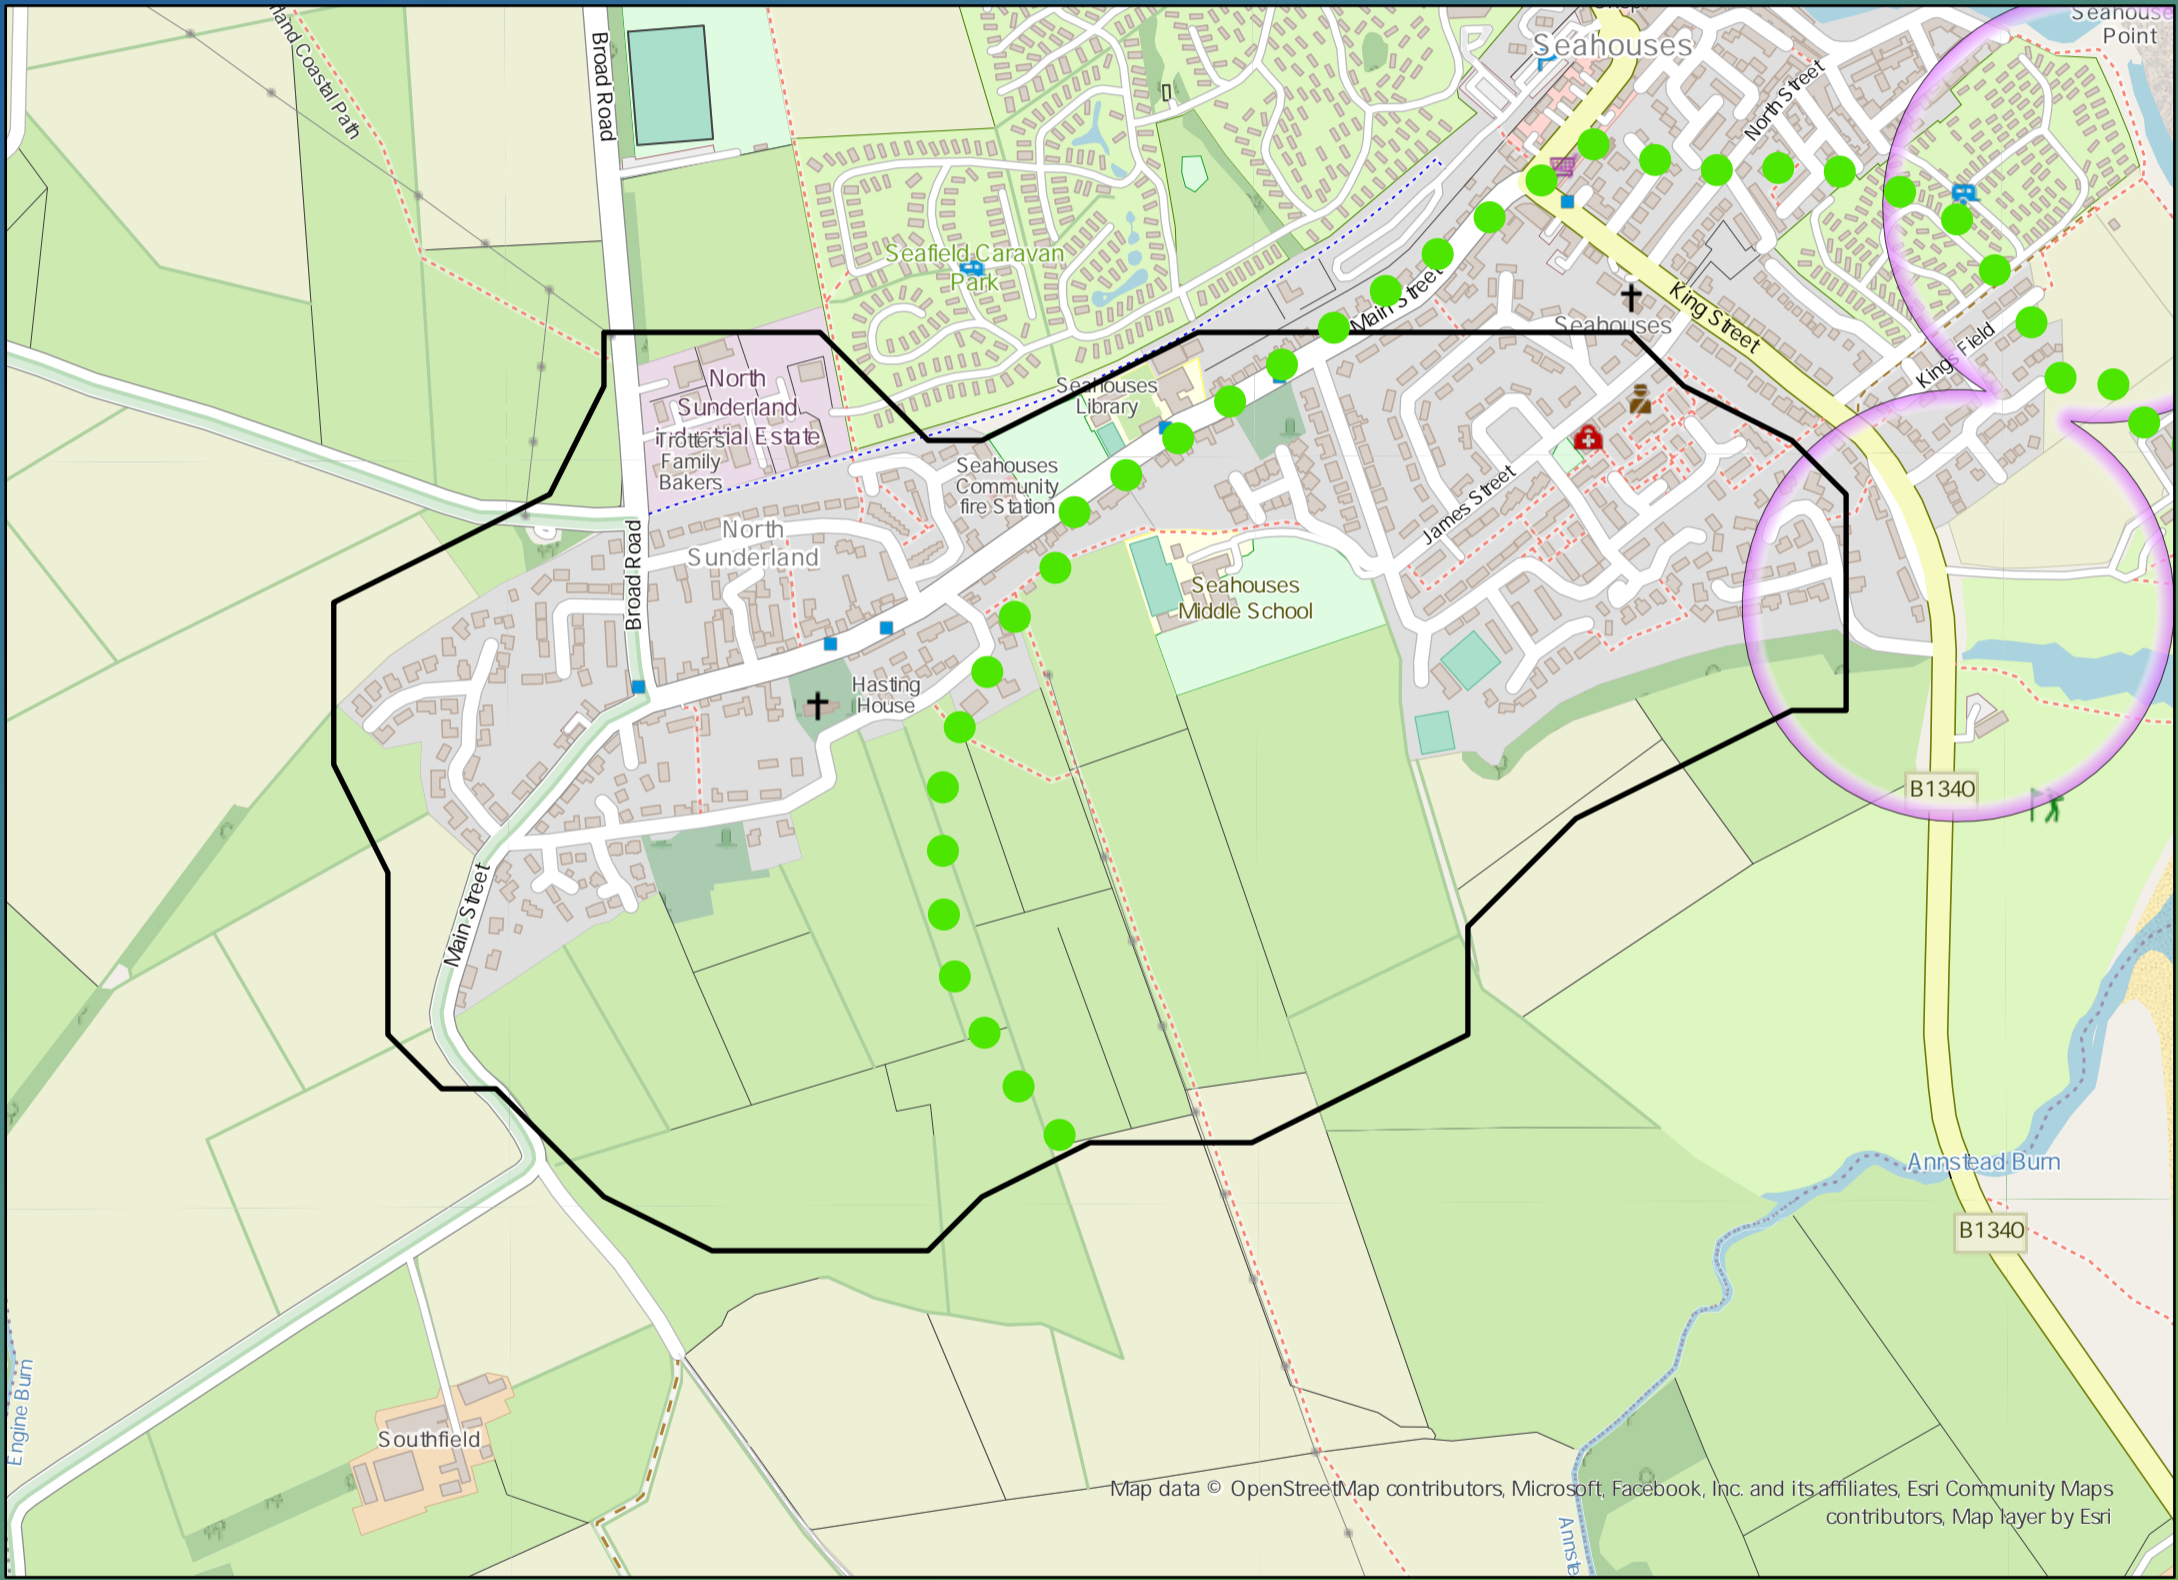 Seahouse
Point
Seahouses
Broad Road
land Coastal Path
North Street
Seafield Caravan
Park
Main Street
King Street
Seahouses
Kings Field
North
Sunderland
Industrial Estate
Trotters
Family
Bakers
Seahouses
Library
Seahouses
Community
fire Station
James Street
North
Sunderland
Broad Road
Seahouses
Middle School
Hasting
House
B1340
Main Street
Annstead Burn
B1340
Engine Burn
Southfield
Map data © OpenStreetMap contributors, Microsoft, Facebook, Inc. and its affiliates, Esri Community Maps
contributors, Map layer by Esri
Annste